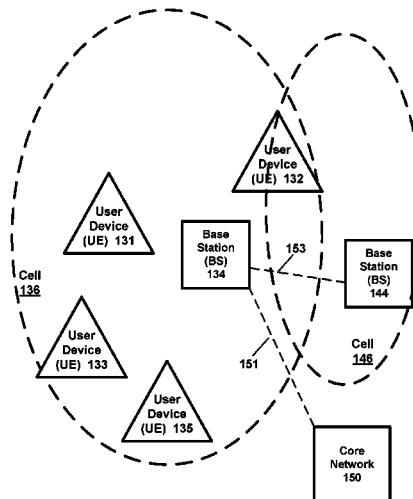 User
Device
(UE) 132
User
Device
(UE) 131
Base
Station
(BS)
134
153
Base
Station
(BS)
144
Cell
136
User
Device
(UE) 133
151
Cell
146
User
Device
(UE) 135
Core
Network
150